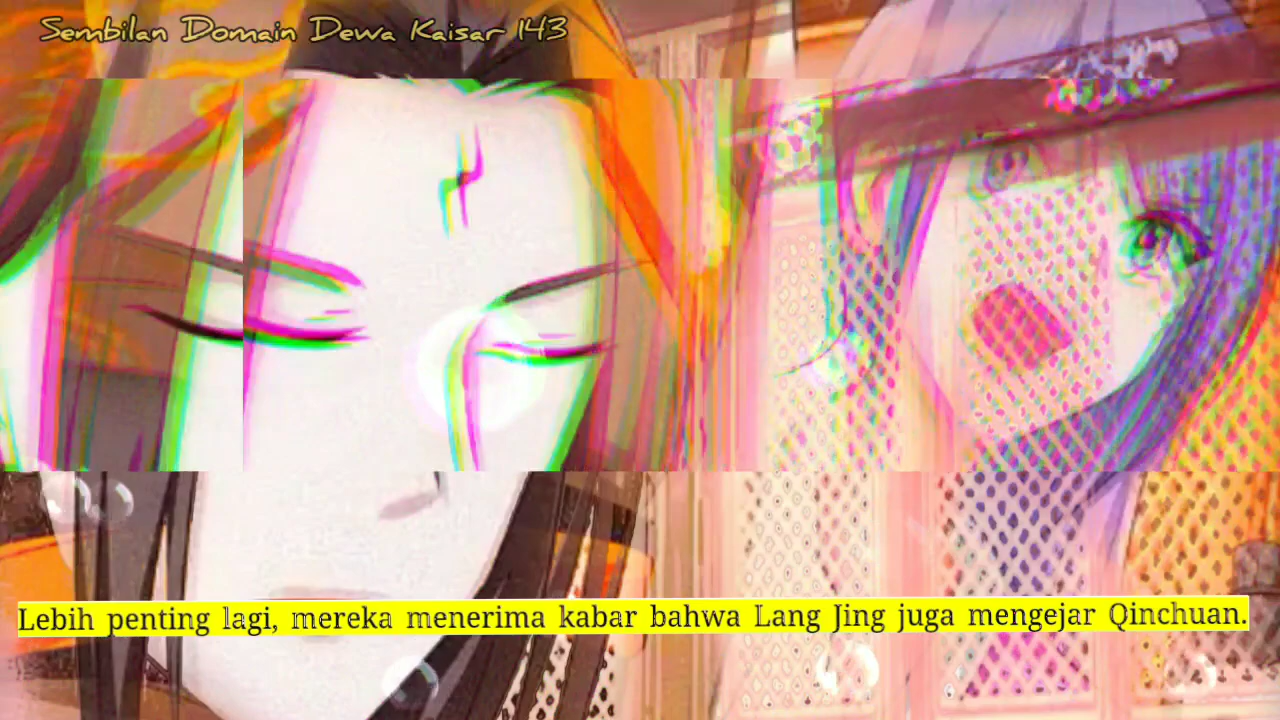 Sembilan Domain Dewa Kaisar 143
Lebih penting lagi, mereka menerima kabar bahwa Lang Jing juga mengejar Qinchuan.